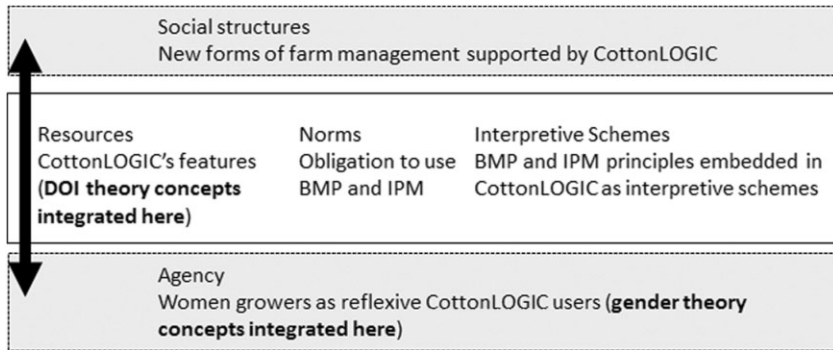 Social structures
New forms of farm management supported by CottonLOGIC
Resources
CottonLOGIC's features
(DOI theory concepts
integrated here)
Norms
Obligation to use
BMP and IPM
Interpretive Schemes
BMP and IPM principles embedded in
CottonLOGIC as interpretive schemes
Agency
Women growers as reflexive CottonLOGIC users (gender theory
concepts integrated here)